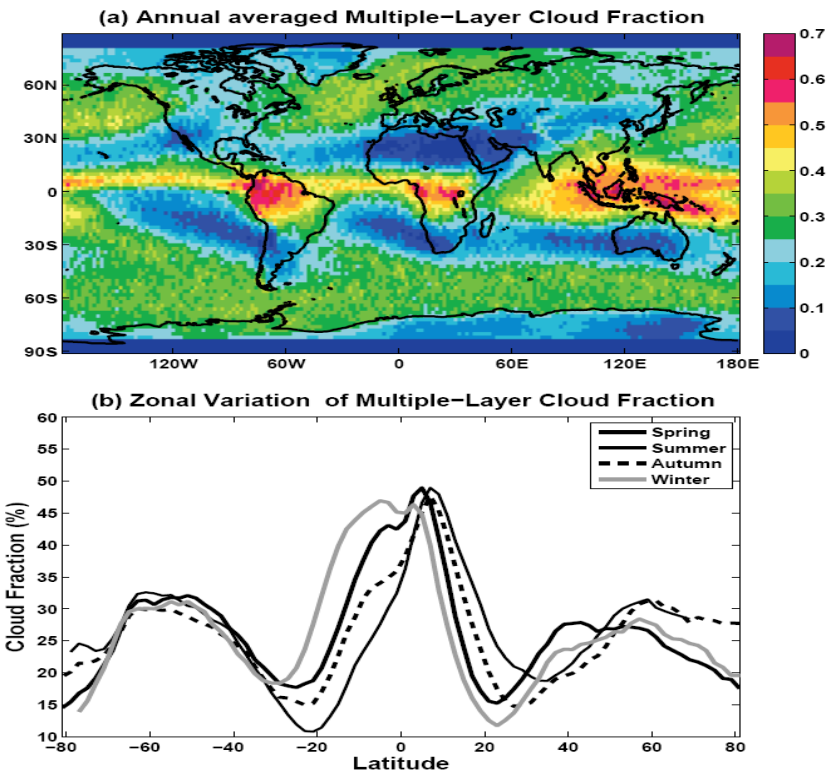 (a) Annual averaged Multiple−Layer Cloud Fraction
60N
30N
0
30S
60S
90S
120W 60W 0 60E 120E 180E
0.7
0.6
0.5
0.4
0.3
0.2
0.1
0
(b) Zonal Variation of Multiple−Layer Cloud Fraction
Cloud Fraction (%)
60
55
50
45
40
35
30
25
20
15
10
Spring
Summer
Autumn
Winter
−80 −60 −40 −20 0 20 40 60 80
Latitude